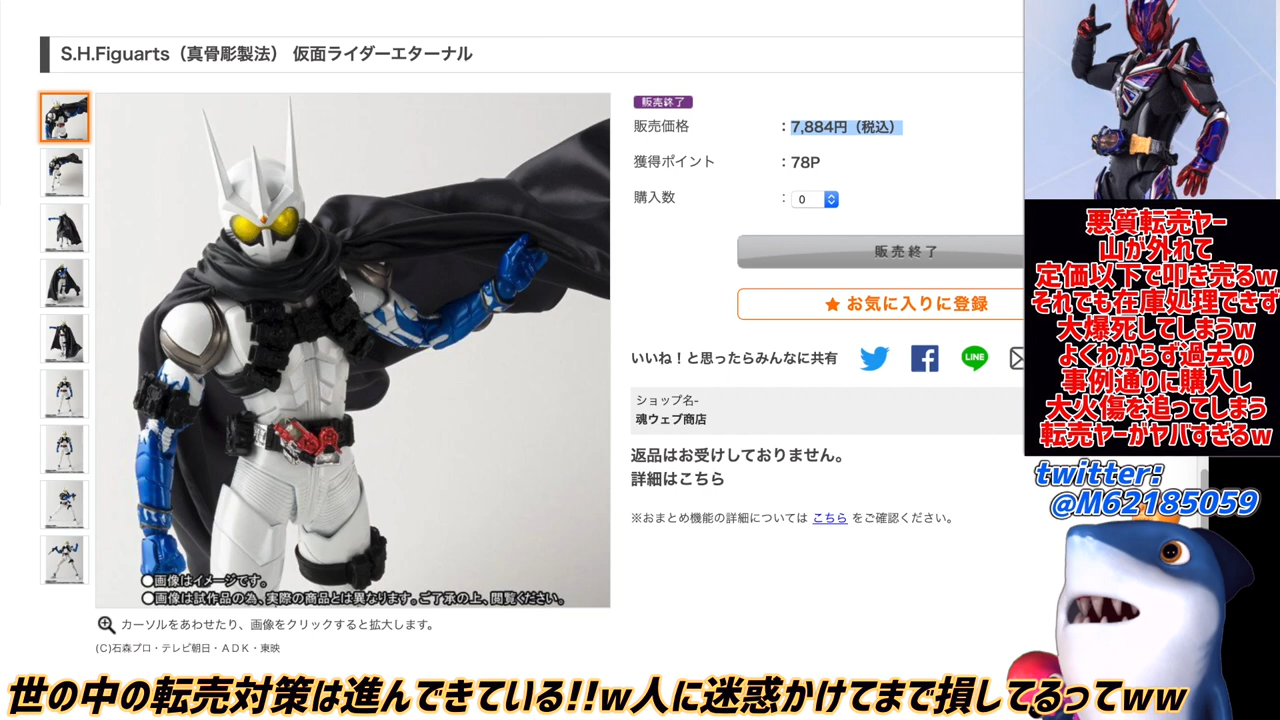 S.H.Figuarts（真骨彫製法） 仮面ライダーエターナル
販売終了
販売価格 ：7,884円（税込）
獲得ポイント ：78P
購入数 ： 0
販売終了
★ お気に入りに登録
いいね！と思ったらみんなに共有
LINE
ショップ名-
魂ウェブ商店
返品はお受けしておりません。
詳細はこちら
※おまとめ機能の詳細については こちら をご確認ください。
●画像はイメージです。
●画像は試作品の為、実際の商品とは異なります。ご了承の上、閲覧ください。
カーソルをあわせたり、画像をクリックすると拡大します。
(C)石森プロ・テレビ朝日・ＡＤＫ・東映
悪質転売ヤー
山が外れて
定価以下で叩き売るw
それでも在庫処理できず
大爆死してしまうw
よくわからず過去の
事例通りに購入し
大火傷を追ってしまう
転売ヤーがヤバすぎるw
twitter:
@M62185059
世の中の転売対策は進んできている!!w人に迷惑かけてまで損してるってww